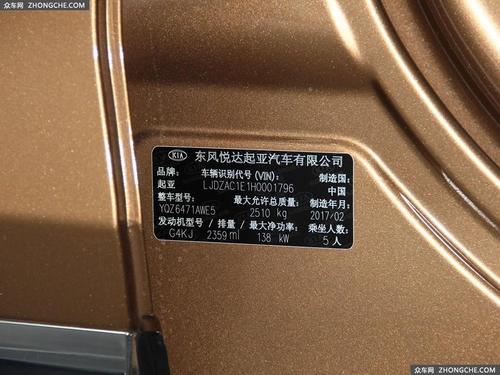 众车网 ZHONGCHE.COM
KIA 东风悦达起亚汽车有限公司
品牌: 车辆识别代号(VIN): 制造国:
起亚 LJDZAC1E1H0001796 中国
整车型号: 最大允许总质量: 制造年月:
YQZ6471AWE5 2510 kg 2017/02
发动机型号/排量/最大净功率: 乘坐人数:
G4KJ 2359 ml 138 kW 5人
众车网 ZHONGCHE.COM